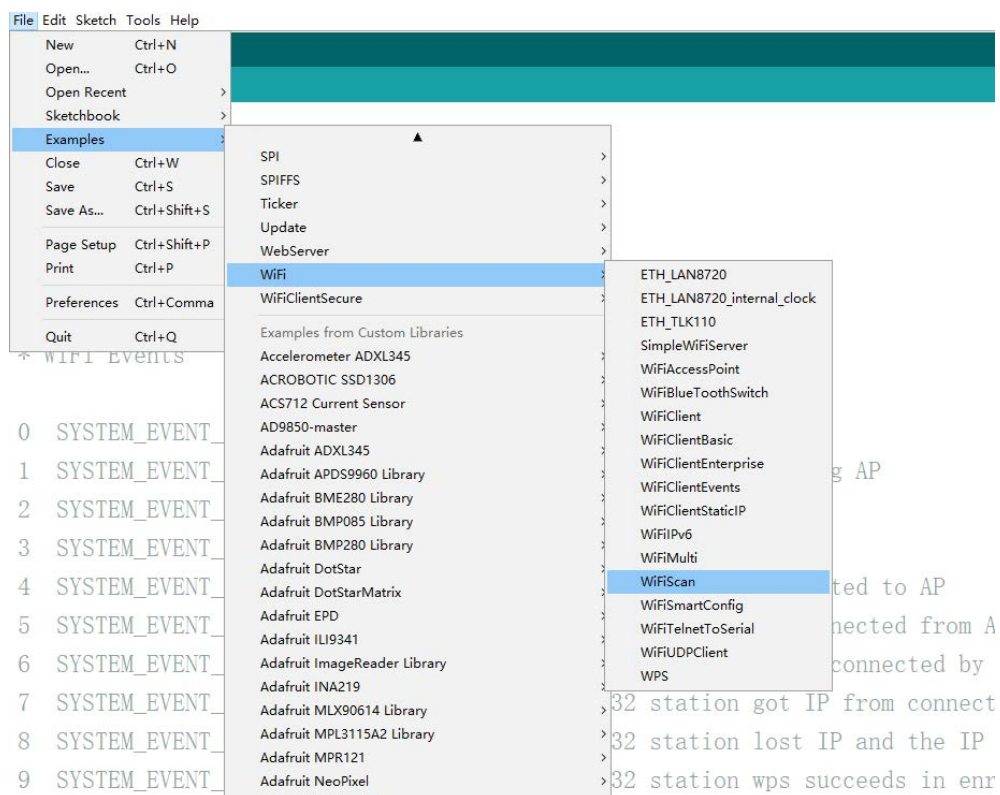 File Edit Sketch Tools Help
New Ctrl+N
Open... Ctrl+O
Open Recent
Sketchbook
Examples
Close Ctrl+W
Save Ctrl+S
Save As... Ctrl+Shift+S
Page Setup Ctrl+Shift+P
Print Ctrl+P
Preferences Ctrl+Comma
Quit Ctrl+Q
SPI
SPIFFS
Ticker
Update
WebServer
WiFi
WiFiClientSecure
Examples from Custom Libraries
Accelerometer ADXL345
ACROBOTIC SSD1306
ACS712 Current Sensor
AD9850-master
Adafruit ADXL345
Adafruit APDS9960 Library
Adafruit BME280 Library
Adafruit BMP085 Library
Adafruit BMP280 Library
Adafruit DotStar
Adafruit DotStarMatrix
Adafruit EPD
Adafruit ILI9341
Adafruit ImageReader Library
Adafruit INA219
Adafruit MLX90614 Library
Adafruit MPL3115A2 Library
Adafruit MPR121
Adafruit NeoPixel
ETH_LAN8720
ETH_LAN8720_internal_clock
ETH_TLK110
SimpleWiFiServer
WiFiAccessPoint
WiFiBlueToothSwitch
WiFiClient
WiFiClientBasic
WiFiClientEnterprise
WiFiClientEvents
WiFiClientStaticIP
WiFiIPv6
WiFiMulti
WiFiScan
WiFiSmartConfig
WiFiTelnetToSerial
WiFiUDPClient
WPS
* WiFi Events
0 SYSTEM_EVENT_
1 SYSTEM_EVENT_ g AP
2 SYSTEM_EVENT_
3 SYSTEM_EVENT_
4 SYSTEM_EVENT_ ted to AP
5 SYSTEM_EVENT_ nected from A
6 SYSTEM_EVENT_ connected by
7 SYSTEM_EVENT_ 32 station got IP from connect
8 SYSTEM_EVENT_ 32 station lost IP and the IP
9 SYSTEM_EVENT_ 32 station wps succeeds in enr